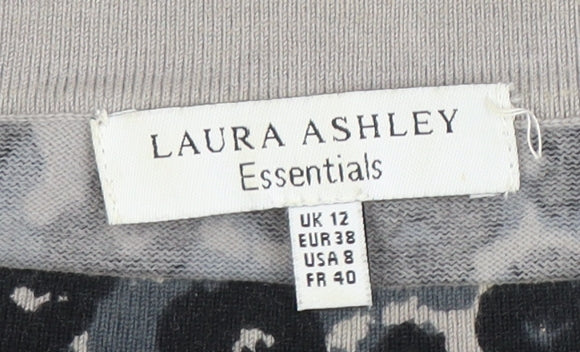 LAURA ASHLEY
Essentials
UK 12
EUR 38
USA 8
FR 40